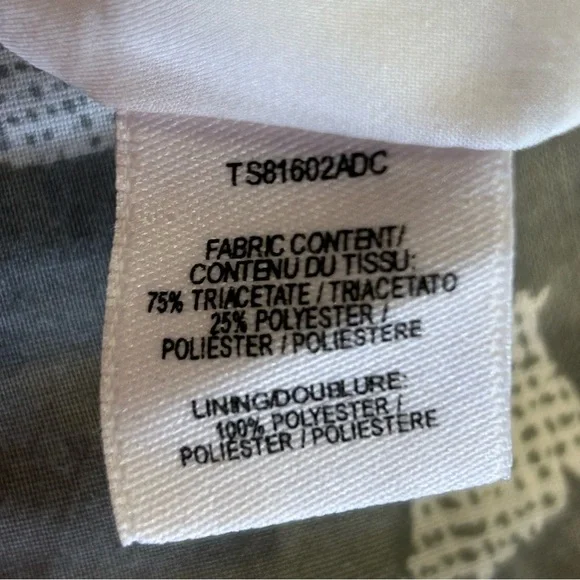 TS81602ADC
FABRIC CONTENT/
CONTENU DU TISSU:
75% TRIACETATE / TRIACETATO
25% POLYESTER /
POLIÉSTER / POLIESTERE
LINING/DOUBLURE:
100% POLYESTER /
POLIÉSTER / POLIESTERE